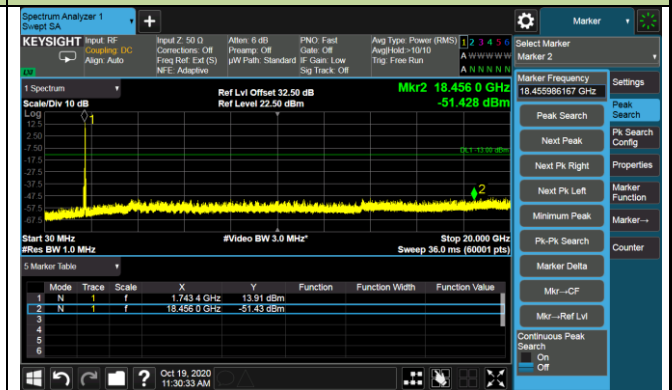 Spectrum Analyzer 1
Swept SA
+
Marker
KEYSIGHT
Input: RF
Coupling: DC
Align: Auto
Input Z: 50 Ω
Corrections: Off
Freq Ref: Ext (S)
NFE: Adaptive
Atten: 6 dB
Preamp: Off
µW Path: Standard
PNO: Fast
Gate: Off
IF Gain: Low
Sig Track: Off
Avg Type: Power (RMS)
Avg|Hold:>10/10
Trig: Free Run
1 2 3 4 5 6
A W W W W W
A N N N N N
Select Marker
Marker 2
1 Spectrum
Scale/Div 10 dB
Ref Lvl Offset 32.50 dB
Ref Level 22.50 dBm
Mkr2 18.456 0 GHz
-51.428 dBm
Log
12.5
2.50
-7.50
-17.5
-27.5
-37.5
-47.5
-57.5
-67.5
1
2
DL1 -13.00 dBm
Start 30 MHz
#Res BW 1.0 MHz
#Video BW 3.0 MHz*
Stop 20.000 GHz
Sweep 36.0 ms (60001 pts)
5 Marker Table
Mode Trace Scale X Y Function Function Width Function Value
1 N 1 f 1.743 4 GHz 13.91 dBm
2 N 1 f 18.456 0 GHz -51.43 dBm
3
4
5
6
Marker Frequency
18.455986167 GHz
Peak Search
Next Peak
Next Pk Right
Next Pk Left
Minimum Peak
Pk-Pk Search
Marker Delta
Mkr→CF
Mkr→Ref Lvl
Continuous Peak
Search
On
Off
Settings
Peak
Search
Pk Search
Config
Properties
Marker
Function
Marker→
Counter
?
Oct 19, 2020
11:30:33 AM